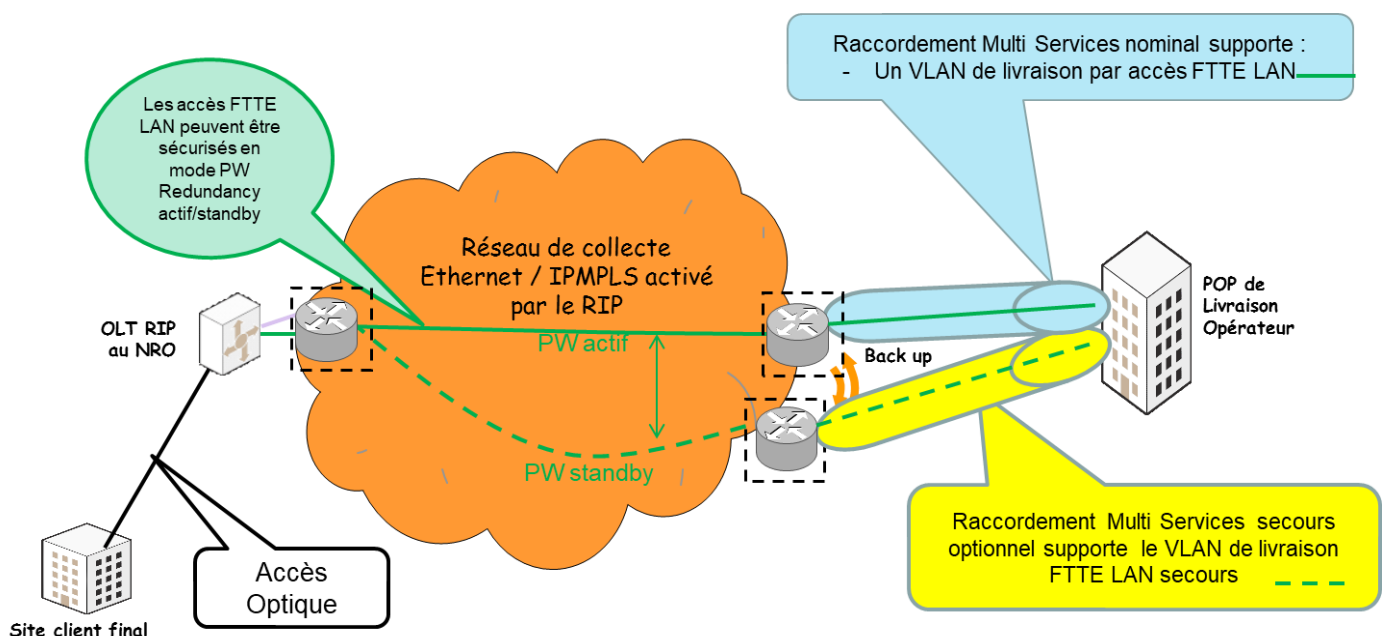 Raccordement Multi Services nominal supporte :
- Un VLAN de livraison par accès FTTE LAN
Les accès FTTE
LAN peuvent être
sécurisés en
mode PW
Redundancy
actif/standby
Réseau de collecte
Ethernet / IPMPLS activé
par le RIP
POP de
Livraison
Opérateur
OLT RIP
au NRO
PW actif
Back up
PW standby
Raccordement Multi Services secours
optionnel supporte le VLAN de livraison
FTTE LAN secours
Accès
Optique
Site client final